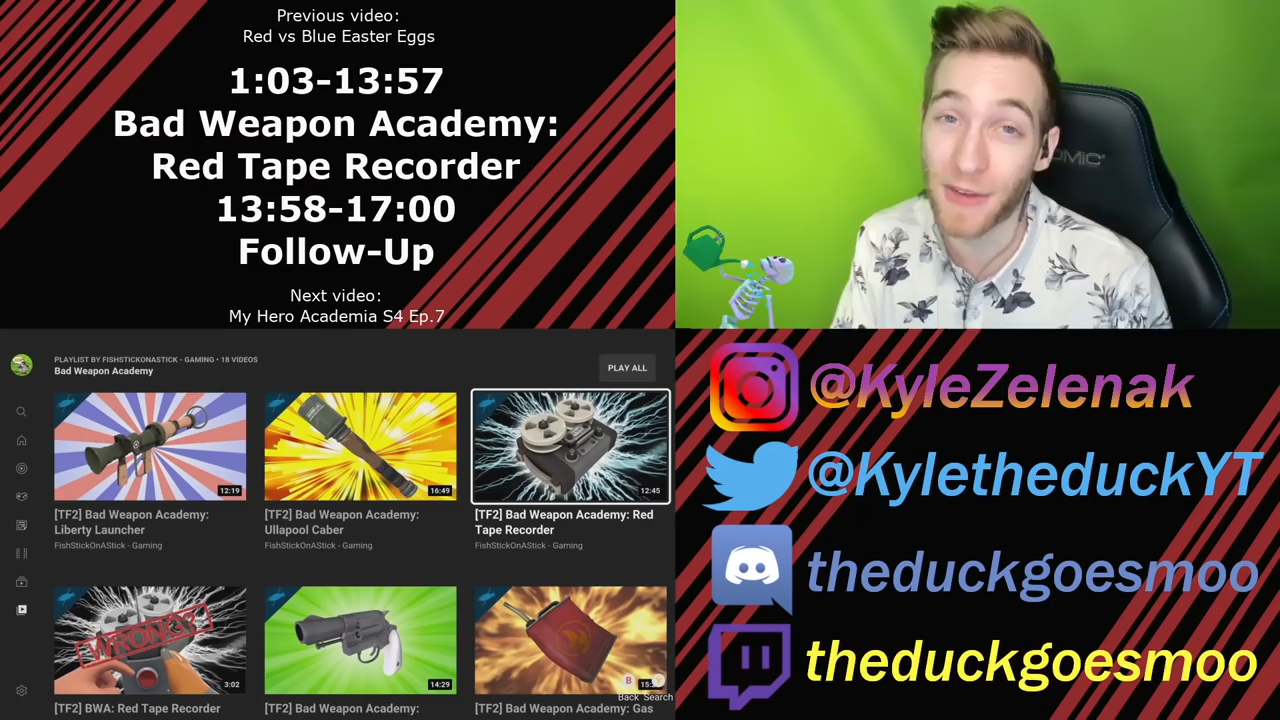 Previous video:
Red vs Blue Easter Eggs
1:03-13:57
Bad Weapon Academy:
Red Tape Recorder
13:58-17:00
Follow-Up
Next video:
My Hero Academia S4 Ep.7
PLAYLIST BY FISHSTICKONASTICK - GAMING • 18 VIDEOS
Bad Weapon Academy
PLAY ALL
12:19
16:49
12:45
[TF2] Bad Weapon Academy:
Liberty Launcher
FishStickOnAStick - Gaming
[TF2] Bad Weapon Academy:
Ullapool Caber
FishStickOnAStick - Gaming
[TF2] Bad Weapon Academy: Red
Tape Recorder
FishStickOnAStick - Gaming
WRONG?
3:02
14:29
B
Back Search
[TF2] BWA: Red Tape Recorder
[TF2] Bad Weapon Academy:
[TF2] Bad Weapon Academy: Gas
@KyleZelenak
@KyletheduckYT
theduckgoesmoo
theduckgoesmoo